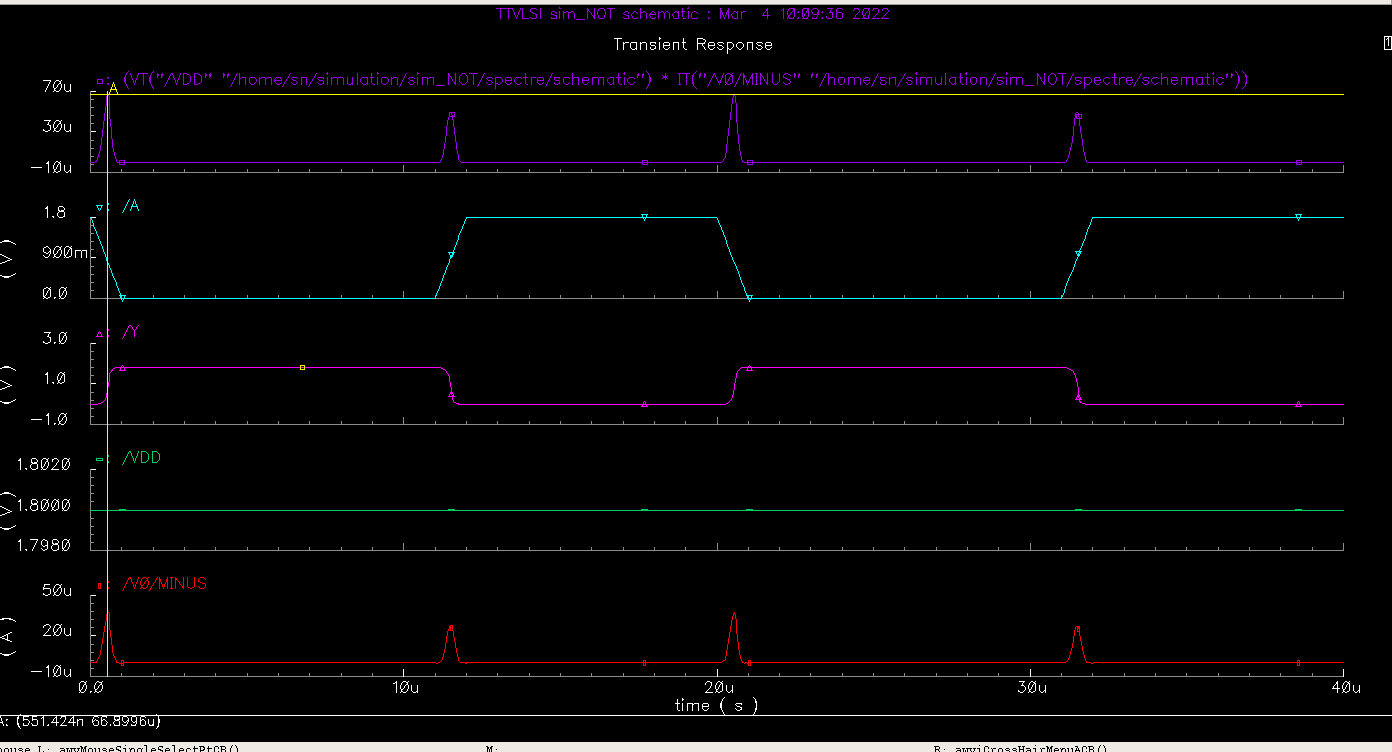 TTVLSI sim_NOT schematic : Mar 4 10:09:36 2022
Transient Response
1
: (VT("/VDD" "/home/sn/simulation/sim_NOT/spectre/schematic") * IT("/V0/MINUS" "/home/sn/simulation/sim_NOT/spectre/schematic"))
70u
A
30u
-10u
: /A
1.8
(V)
900m
0.0
: /Y
3.0
(V)
1.0
-1.0
: /VDD
1.8020
(V)
1.8000
1.7980
: /V0/MINUS
50u
(A)
20u
-10u
0.0 10u 20u 30u 40u
time ( s )
A: (551.424n 66.8996u)
mouse L: awvMouseSingleSelectPtCB() M: R: awviCrossHairMenuACB()